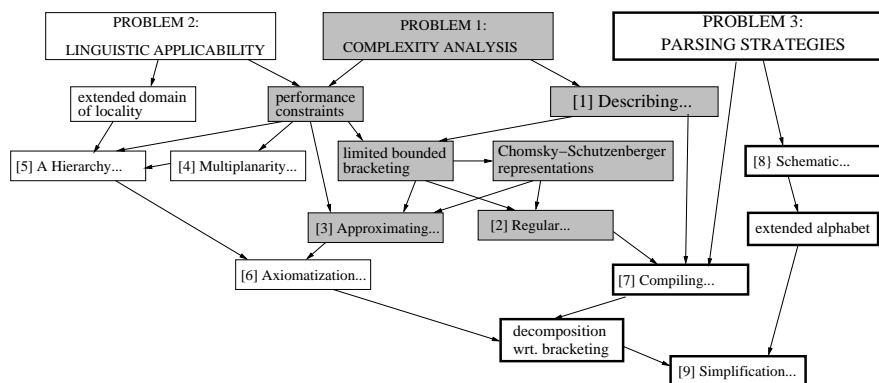 PROBLEM 2:
LINGUISTIC APPLICABILITY
PROBLEM 1:
COMPLEXITY ANALYSIS
PROBLEM 3:
PARSING STRATEGIES
extended domain
of locality
performance
constraints
[1] Describing...
[5] A Hierarchy...
[4] Multiplanarity...
limited bounded
bracketing
Chomsky−Schutzenberger
representations
[8} Schematic...
[3] Approximating...
[2] Regular...
extended alphabet
[6] Axiomatization...
[7] Compiling...
decomposition
wrt. bracketing
[9] Simplification...